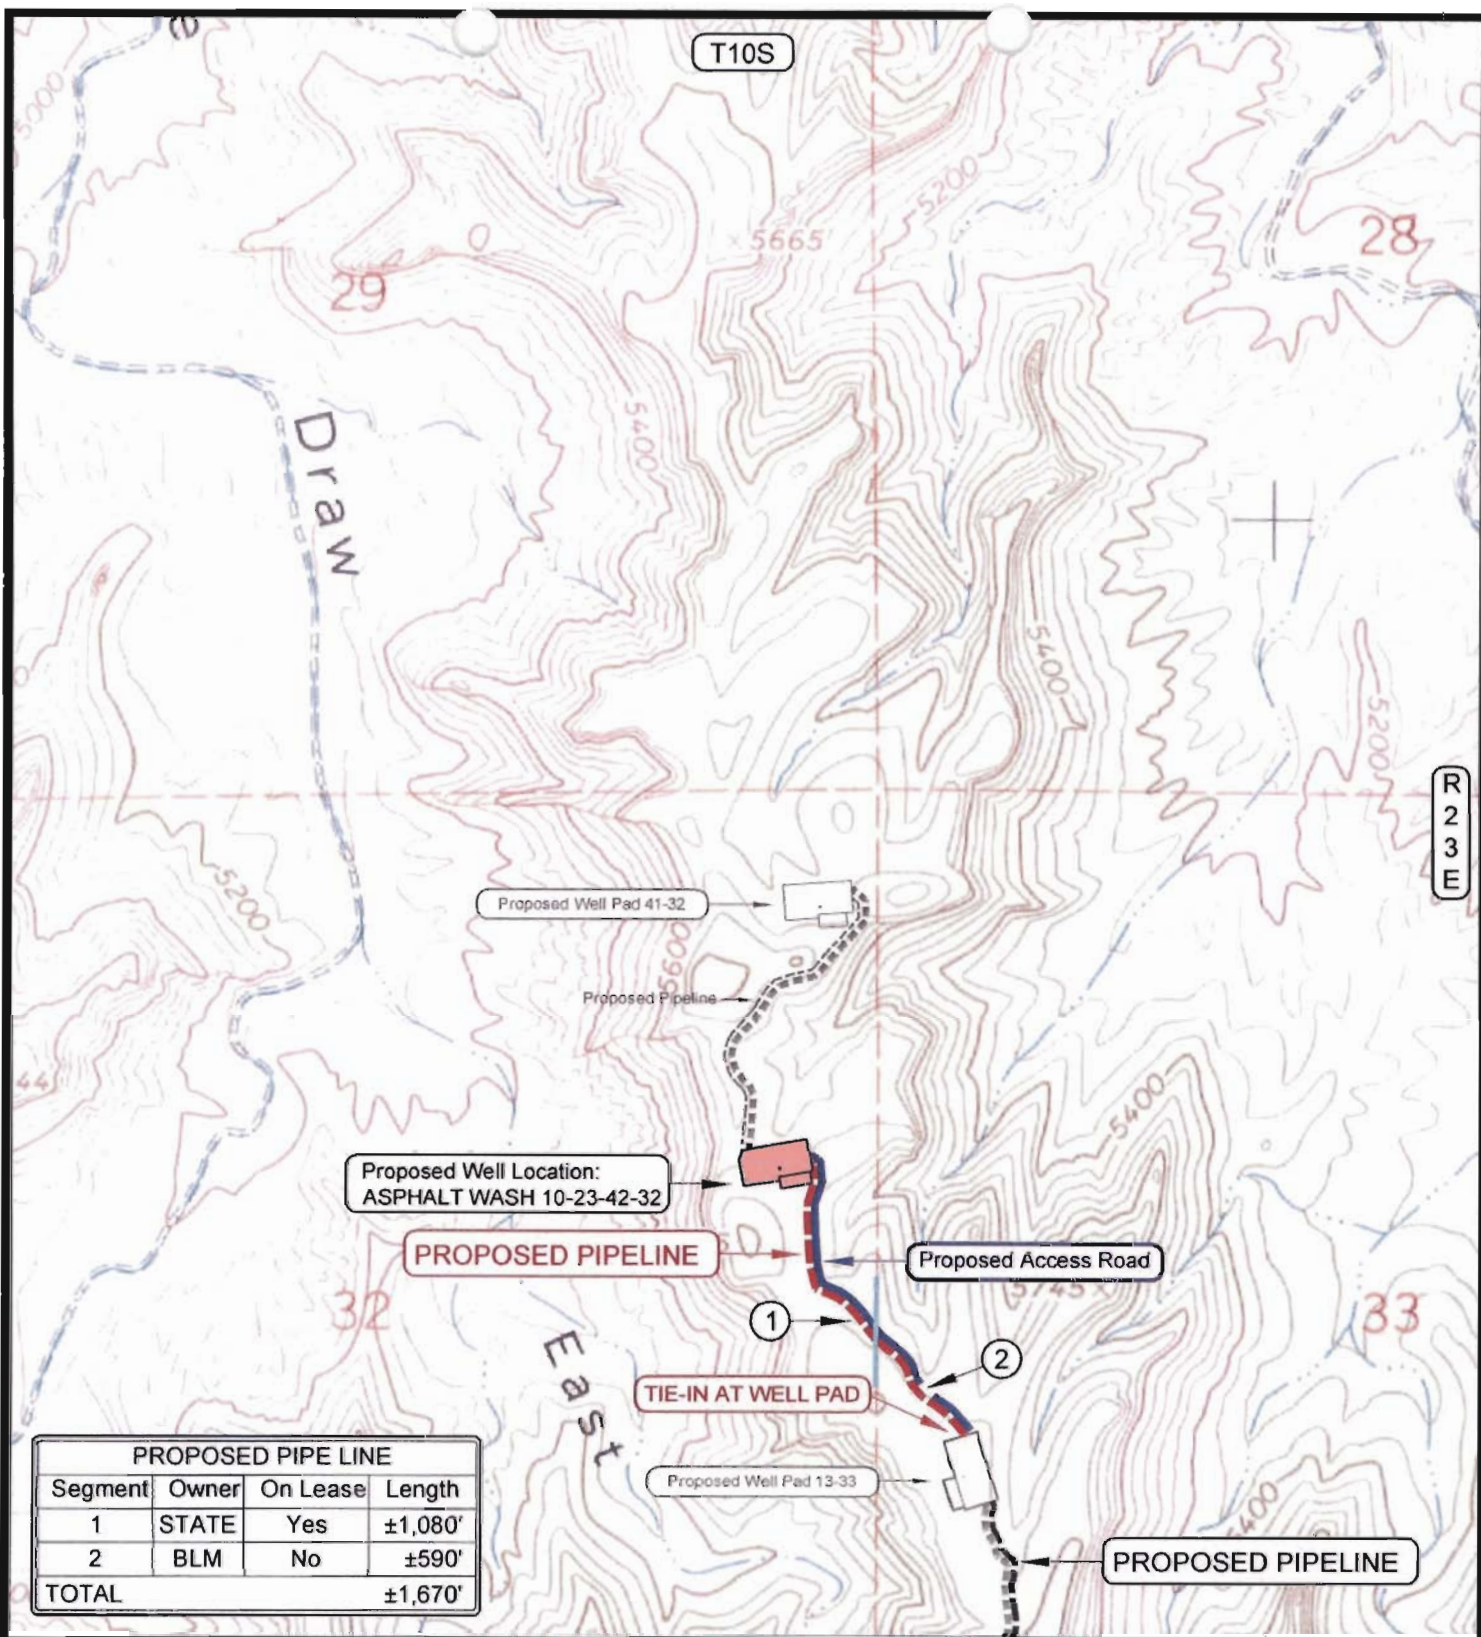 T10S
5000
5200
5665
28
29
5400
Draw
5400
5200
R
2
3
E
5200
Proposed Well Pad 41-32
5600
Proposed Pipeline
5400
Proposed Well Location:
ASPHALT WASH 10-23-42-32
PROPOSED PIPELINE
Proposed Access Road
32
33
1
2
East
TIE-IN AT WELL PAD
Proposed Well Pad 13-33
PROPOSED PIPE LINE
Segment Owner On Lease Length
1 STATE Yes ±1,080'
2 BLM No ±590'
TOTAL ±1,670'
PROPOSED PIPELINE